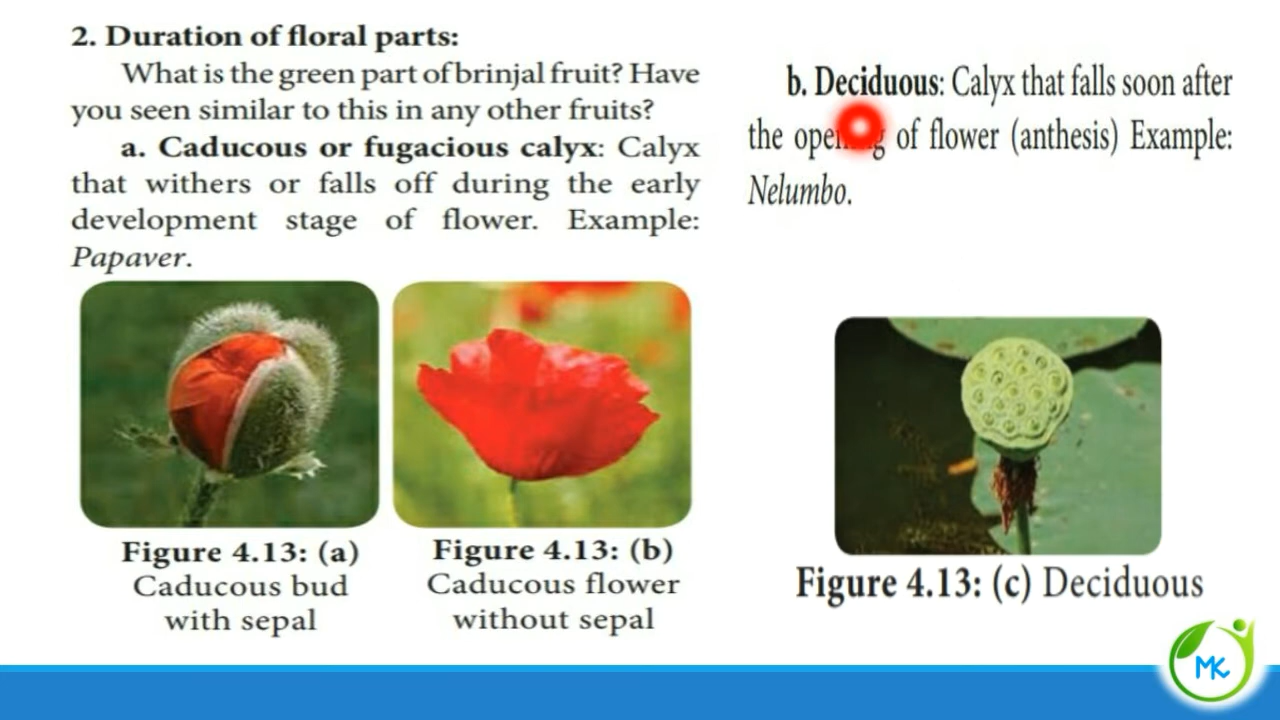 2. Duration of floral parts:
What is the green part of brinjal fruit? Have
you seen similar to this in any other fruits?
a. Caducous or fugacious calyx: Calyx
that withers or falls off during the early
development stage of flower. Example:
Papaver.
Figure 4.13: (a)
Caducous bud
with sepal
Figure 4.13: (b)
Caducous flower
without sepal
b. Deciduous: Calyx that falls soon after
the opening of flower (anthesis) Example:
Nelumbo.
Figure 4.13: (c) Deciduous
MK